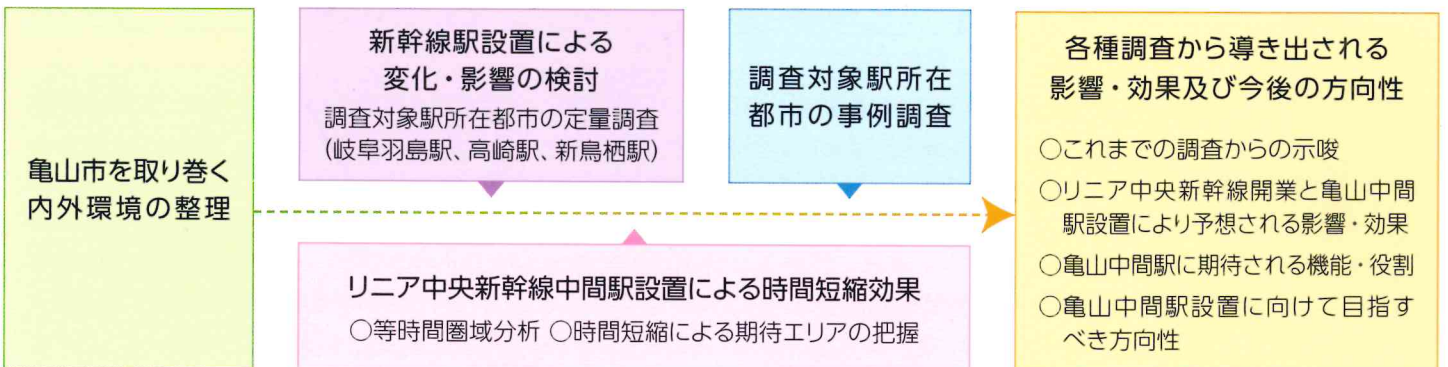 亀山市を取り巻く
内外環境の整理
新幹線駅設置による
変化・影響の検討
調査対象駅所在都市の定量調査
(岐阜羽島駅、高崎駅、新鳥栖駅)
調査対象駅所在
都市の事例調査
リニア中央新幹線中間駅設置による時間短縮効果
○等時間圏域分析 ○時間短縮による期待エリアの把握
各種調査から導き出される
影響・効果及び今後の方向性
○これまでの調査からの示唆
○リニア中央新幹線開業と亀山中間
駅設置により予想される影響・効果
○亀山中間駅に期待される機能・役割
○亀山中間駅設置に向けて目指す
べき方向性